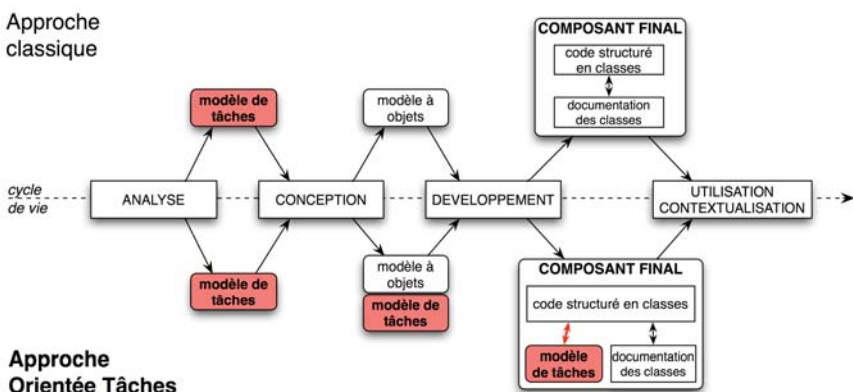 Approche
classique
COMPOSANT FINAL
code structuré
en classes
documentation
des classes
modèle de
tâches
modèle à
objets
cycle
de vie
ANALYSE
CONCEPTION
DEVELOPPEMENT
UTILISATION
CONTEXTUALISATION
modèle de
tâches
modèle à
objets
modèle de
tâches
COMPOSANT FINAL
code structuré en classes
modèle
de tâches
documentation
des classes
Approche
Orientée Tâches